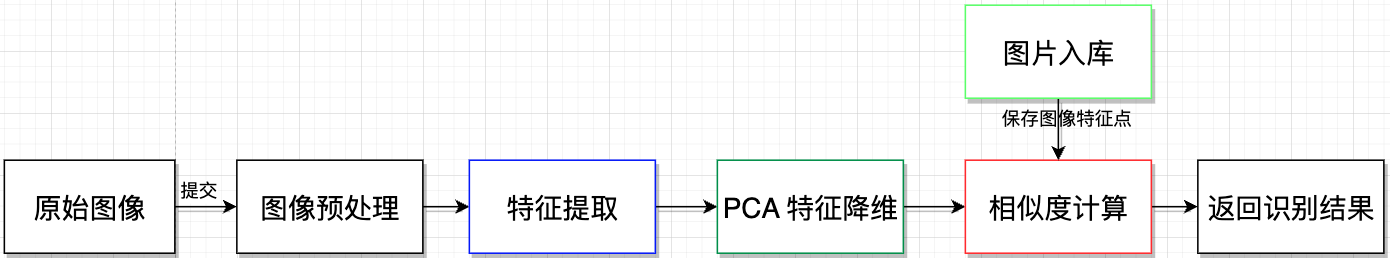 图片入库
保存图像特征点
原始图像
提交
图像预处理
特征提取
PCA 特征降维
相似度计算
返回识别结果